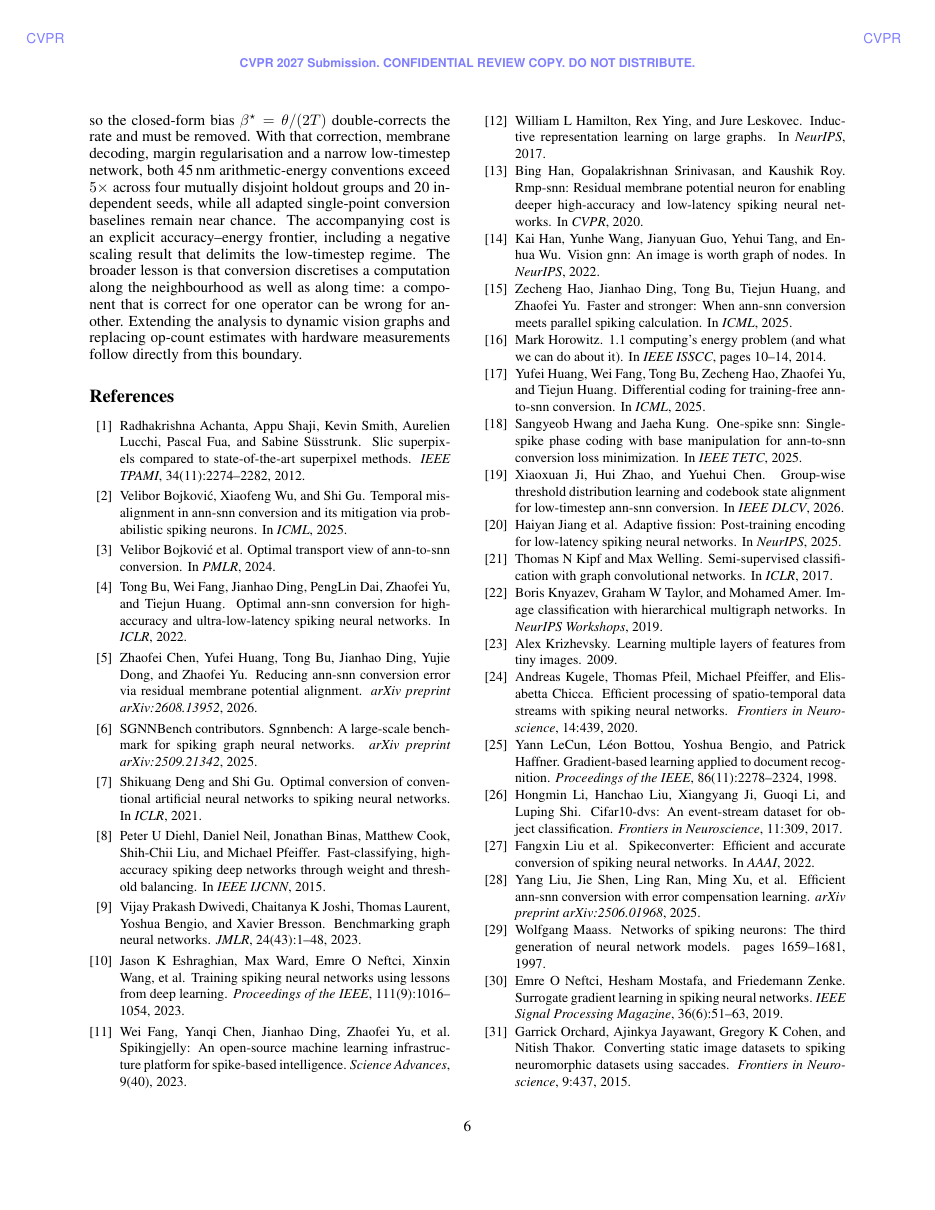 CVPR
CVPR
CVPR 2027 Submission. CONFIDENTIAL REVIEW COPY. DO NOT DISTRIBUTE.
so the closed-form bias β⋆ = θ/(2T) double-corrects the
rate and must be removed. With that correction, membrane
decoding, margin regularisation and a narrow low-timestep
network, both 45 nm arithmetic-energy conventions exceed
5× across four mutually disjoint holdout groups and 20 in-
dependent seeds, while all adapted single-point conversion
baselines remain near chance. The accompanying cost is
an explicit accuracy–energy frontier, including a negative
scaling result that delimits the low-timestep regime. The
broader lesson is that conversion discretises a computation
along the neighbourhood as well as along time: a compo-
nent that is correct for one operator can be wrong for an-
other. Extending the analysis to dynamic vision graphs and
replacing op-count estimates with hardware measurements
follow directly from this boundary.
References
[1] Radhakrishna Achanta, Appu Shaji, Kevin Smith, Aurelien
Lucchi, Pascal Fua, and Sabine Süsstrunk. Slic superpix-
els compared to state-of-the-art superpixel methods. IEEE
TPAMI, 34(11):2274–2282, 2012.
[2] Velibor Bojković, Xiaofeng Wu, and Shi Gu. Temporal mis-
alignment in ann-snn conversion and its mitigation via prob-
abilistic spiking neurons. In ICML, 2025.
[3] Velibor Bojković et al. Optimal transport view of ann-to-snn
conversion. In PMLR, 2024.
[4] Tong Bu, Wei Fang, Jianhao Ding, PengLin Dai, Zhaofei Yu,
and Tiejun Huang. Optimal ann-snn conversion for high-
accuracy and ultra-low-latency spiking neural networks. In
ICLR, 2022.
[5] Zhaofei Chen, Yufei Huang, Tong Bu, Jianhao Ding, Yujie
Dong, and Zhaofei Yu. Reducing ann-snn conversion error
via residual membrane potential alignment. arXiv preprint
arXiv:2608.13952, 2026.
[6] SGNNBench contributors. Sgnnbench: A large-scale bench-
mark for spiking graph neural networks. arXiv preprint
arXiv:2509.21342, 2025.
[7] Shikuang Deng and Shi Gu. Optimal conversion of conven-
tional artificial neural networks to spiking neural networks.
In ICLR, 2021.
[8] Peter U Diehl, Daniel Neil, Jonathan Binas, Matthew Cook,
Shih-Chii Liu, and Michael Pfeiffer. Fast-classifying, high-
accuracy spiking deep networks through weight and thresh-
old balancing. In IEEE IJCNN, 2015.
[9] Vijay Prakash Dwivedi, Chaitanya K Joshi, Thomas Laurent,
Yoshua Bengio, and Xavier Bresson. Benchmarking graph
neural networks. JMLR, 24(43):1–48, 2023.
[10] Jason K Eshraghian, Max Ward, Emre O Neftci, Xinxin
Wang, et al. Training spiking neural networks using lessons
from deep learning. Proceedings of the IEEE, 111(9):1016–
1054, 2023.
[11] Wei Fang, Yanqi Chen, Jianhao Ding, Zhaofei Yu, et al.
Spikingjelly: An open-source machine learning infrastruc-
ture platform for spike-based intelligence. Science Advances,
9(40), 2023.
[12] William L Hamilton, Rex Ying, and Jure Leskovec. Induc-
tive representation learning on large graphs. In NeurIPS,
2017.
[13] Bing Han, Gopalakrishnan Srinivasan, and Kaushik Roy.
Rmp-snn: Residual membrane potential neuron for enabling
deeper high-accuracy and low-latency spiking neural net-
works. In CVPR, 2020.
[14] Kai Han, Yunhe Wang, Jianyuan Guo, Yehui Tang, and En-
hua Wu. Vision gnn: An image is worth graph of nodes. In
NeurIPS, 2022.
[15] Zecheng Hao, Jianhao Ding, Tong Bu, Tiejun Huang, and
Zhaofei Yu. Faster and stronger: When ann-snn conversion
meets parallel spiking calculation. In ICML, 2025.
[16] Mark Horowitz. 1.1 computing's energy problem (and what
we can do about it). In IEEE ISSCC, pages 10–14, 2014.
[17] Yufei Huang, Wei Fang, Tong Bu, Zecheng Hao, Zhaofei Yu,
and Tiejun Huang. Differential coding for training-free ann-
to-snn conversion. In ICML, 2025.
[18] Sangyeob Hwang and Jaeha Kung. One-spike snn: Single-
spike phase coding with base manipulation for ann-to-snn
conversion loss minimization. In IEEE TETC, 2025.
[19] Xiaoxuan Ji, Hui Zhao, and Yuehui Chen. Group-wise
threshold distribution learning and codebook state alignment
for low-timestep ann-snn conversion. In IEEE DLCV, 2026.
[20] Haiyan Jiang et al. Adaptive fission: Post-training encoding
for low-latency spiking neural networks. In NeurIPS, 2025.
[21] Thomas N Kipf and Max Welling. Semi-supervised classifi-
cation with graph convolutional networks. In ICLR, 2017.
[22] Boris Knyazev, Graham W Taylor, and Mohamed Amer. Im-
age classification with hierarchical multigraph networks. In
NeurIPS Workshops, 2019.
[23] Alex Krizhevsky. Learning multiple layers of features from
tiny images. 2009.
[24] Andreas Kugele, Thomas Pfeil, Michael Pfeiffer, and Elis-
abetta Chicca. Efficient processing of spatio-temporal data
streams with spiking neural networks. Frontiers in Neuro-
science, 14:439, 2020.
[25] Yann LeCun, Léon Bottou, Yoshua Bengio, and Patrick
Haffner. Gradient-based learning applied to document recog-
nition. Proceedings of the IEEE, 86(11):2278–2324, 1998.
[26] Hongmin Li, Hanchao Liu, Xiangyang Ji, Guoqi Li, and
Luping Shi. Cifar10-dvs: An event-stream dataset for ob-
ject classification. Frontiers in Neuroscience, 11:309, 2017.
[27] Fangxin Liu et al. Spikeconverter: Efficient and accurate
conversion of spiking neural networks. In AAAI, 2022.
[28] Yang Liu, Jie Shen, Ling Ran, Ming Xu, et al. Efficient
ann-snn conversion with error compensation learning. arXiv
preprint arXiv:2506.01968, 2025.
[29] Wolfgang Maass. Networks of spiking neurons: The third
generation of neural network models. pages 1659–1681,
1997.
[30] Emre O Neftci, Hesham Mostafa, and Friedemann Zenke.
Surrogate gradient learning in spiking neural networks. IEEE
Signal Processing Magazine, 36(6):51–63, 2019.
[31] Garrick Orchard, Ajinkya Jayawant, Gregory K Cohen, and
Nitish Thakor. Converting static image datasets to spiking
neuromorphic datasets using saccades. Frontiers in Neuro-
science, 9:437, 2015.
6